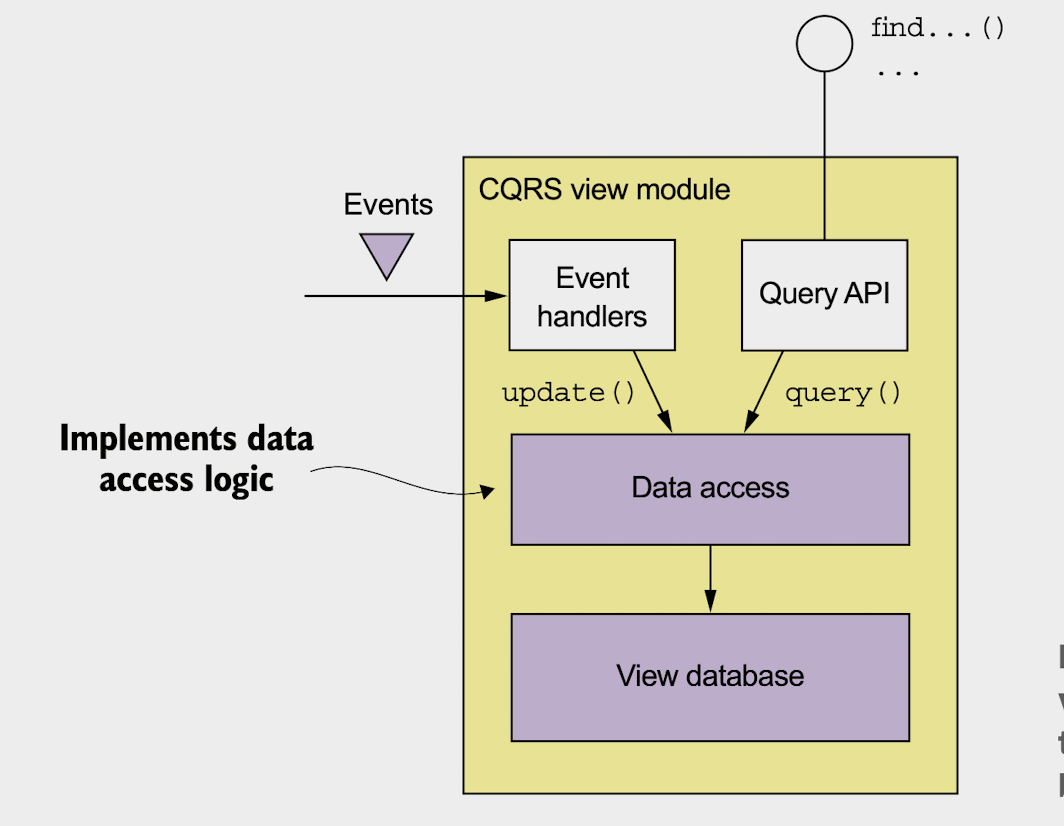 find...()
...
CQRS view module
Events
Event
handlers
Query API
update()
query()
Implements data
access logic
Data access
View database